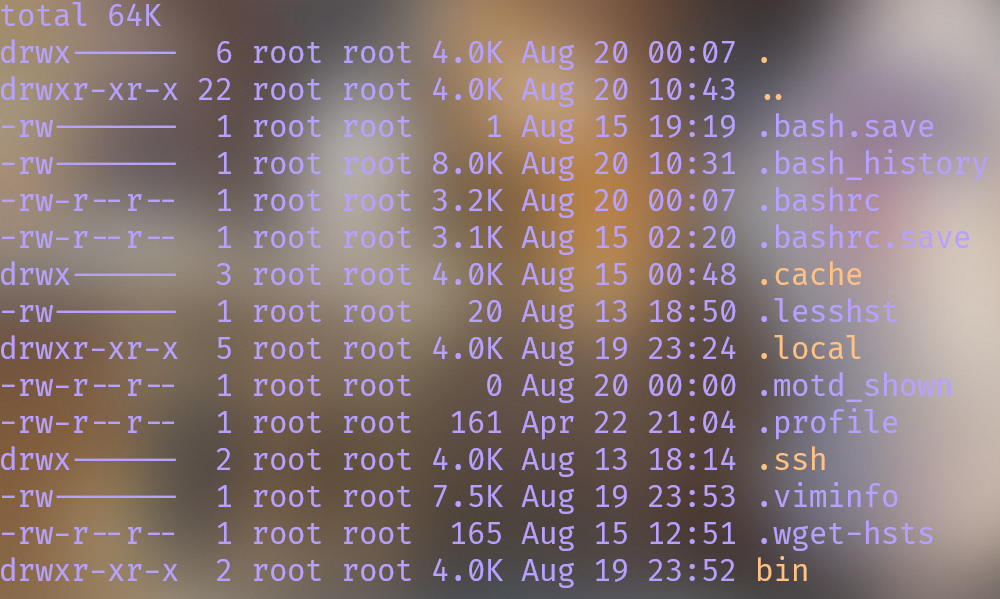 total 64K
drwx------  6 root root 4.0K Aug 20 00:07 .
drwxr-xr-x 22 root root 4.0K Aug 20 10:43 ..
-rw-------  1 root root    1 Aug 15 19:19 .bash.save
-rw-------  1 root root 8.0K Aug 20 10:31 .bash_history
-rw-r--r--  1 root root 3.2K Aug 20 00:07 .bashrc
-rw-r--r--  1 root root 3.1K Aug 15 02:20 .bashrc.save
drwx------  3 root root 4.0K Aug 15 00:48 .cache
-rw-------  1 root root   20 Aug 13 18:50 .lesshst
drwxr-xr-x  5 root root 4.0K Aug 19 23:24 .local
-rw-r--r--  1 root root    0 Aug 20 00:00 .motd_shown
-rw-r--r--  1 root root  161 Apr 22 21:04 .profile
drwx------  2 root root 4.0K Aug 13 18:14 .ssh
-rw-------  1 root root 7.5K Aug 19 23:53 .viminfo
-rw-r--r--  1 root root  165 Aug 15 12:51 .wget-hsts
drwxr-xr-x  2 root root 4.0K Aug 19 23:52 bin